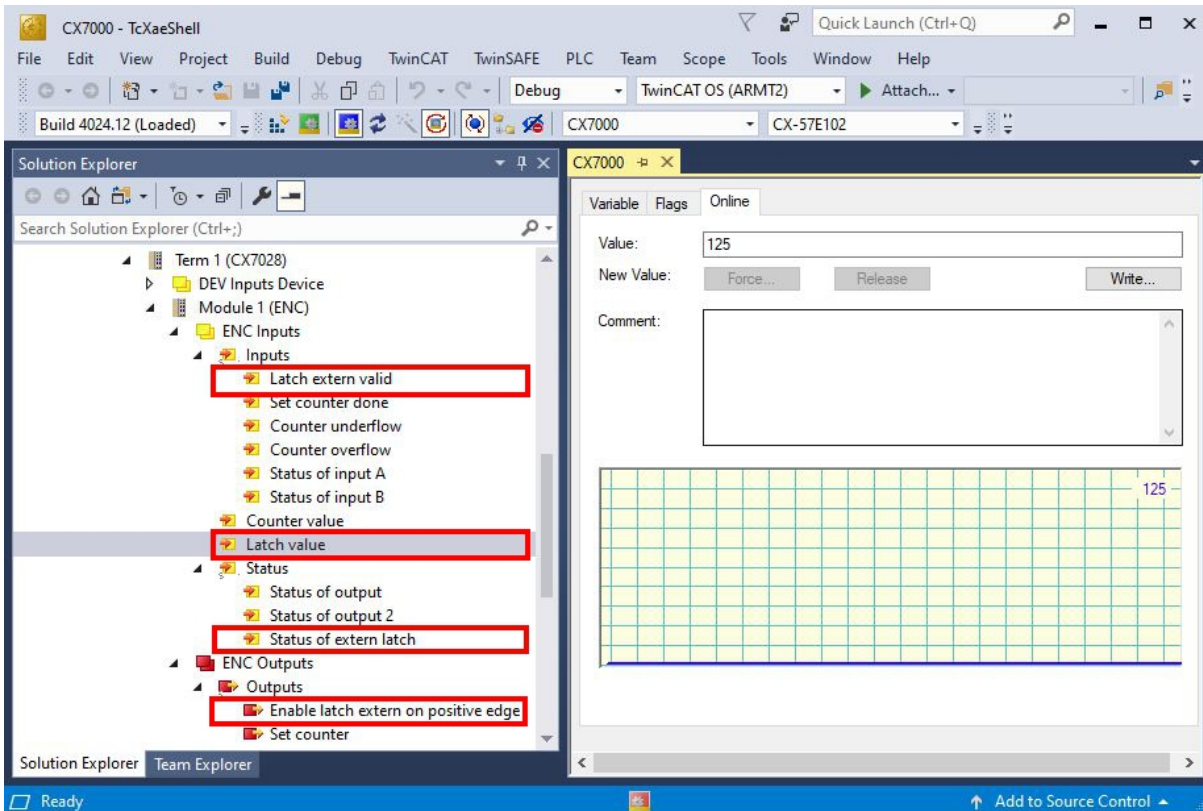 CX7000 - TcXaeShell
Quick Launch (Ctrl+Q)
File Edit View Project Build Debug TwinCAT TwinSAFE PLC Team Scope Tools Window Help
Debug TwinCAT OS (ARMT2) Attach...
Build 4024.12 (Loaded) CX7000 CX-57E102
Solution Explorer
Search Solution Explorer (Ctrl+;)
Term 1 (CX7028)
DEV Inputs Device
Module 1 (ENC)
ENC Inputs
Inputs
Latch extern valid
Set counter done
Counter underflow
Counter overflow
Status of input A
Status of input B
Counter value
Latch value
Status
Status of output
Status of output 2
Status of extern latch
ENC Outputs
Outputs
Enable latch extern on positive edge
Set counter
Solution Explorer Team Explorer
CX7000
Variable Flags Online
Value: 125
New Value: Force... Release Write...
Comment:
125
Ready Add to Source Control